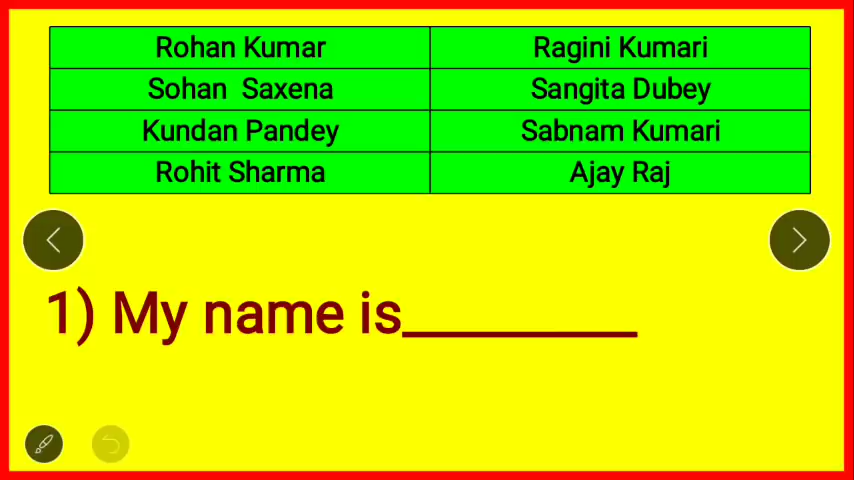 Rohan Kumar Ragini Kumari
Sohan Saxena Sangita Dubey
Kundan Pandey Sabnam Kumari
Rohit Sharma Ajay Raj
1) My name is_________